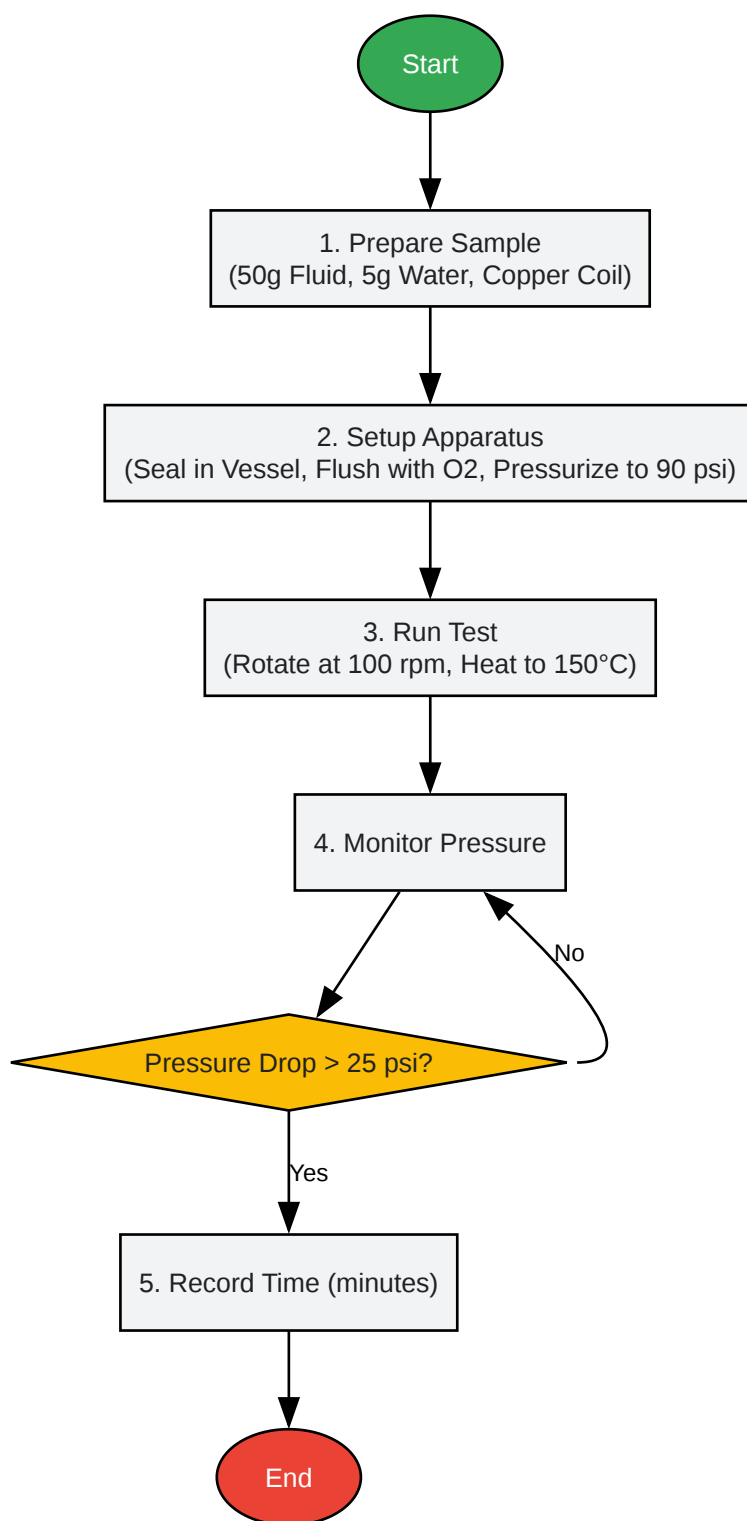 Start
1. Prepare Sample
(50g Fluid, 5g Water, Copper Coil)
2. Setup Apparatus
(Seal in Vessel, Flush with O2, Pressurize to 90 psi)
3. Run Test
(Rotate at 100 rpm, Heat to 150°C)
4. Monitor Pressure
No
Pressure Drop > 25 psi?
Yes
5. Record Time (minutes)
End